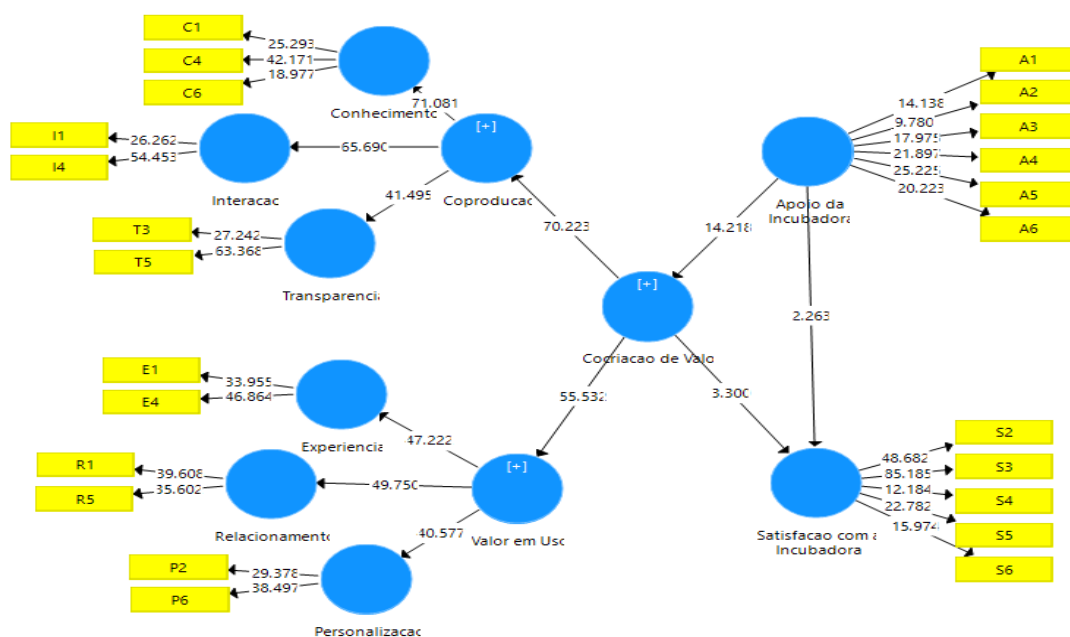 C1
C4
C6
25.293
42.171
18.977
Conhecimento
71.081
I1
I4
26.262
54.453
Interacao
65.690
[+]
Coproducao
T3
T5
27.242
63.368
41.495
Transparencia
70.223
A1
A2
A3
A4
A5
A6
14.138
9.780
17.975
21.897
25.225
20.223
Apoio da
Incubadora
14.218
2.263
[+]
Cocriacao de Valo
3.300
55.532
E1
E4
33.955
46.864
Experiencia
47.222
R1
R5
39.608
35.602
Relacionamento
49.750
[+]
Valor em Uso
P2
P6
29.378
38.497
40.577
Personalizacao
S2
S3
S4
S5
S6
48.682
85.185
12.184
22.782
15.974
Satisfacao com a
Incubadora